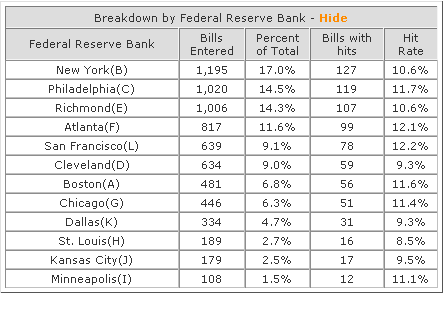 Breakdown by Federal Reserve Bank - Hide
Federal Reserve Bank Bills Entered Percent of Total Bills with hits Hit Rate
New York(B) 1,195 17.0% 127 10.6%
Philadelphia(C) 1,020 14.5% 119 11.7%
Richmond(E) 1,006 14.3% 107 10.6%
Atlanta(F) 817 11.6% 99 12.1%
San Francisco(L) 639 9.1% 78 12.2%
Cleveland(D) 634 9.0% 59 9.3%
Boston(A) 481 6.8% 56 11.6%
Chicago(G) 446 6.3% 51 11.4%
Dallas(K) 334 4.7% 31 9.3%
St. Louis(H) 189 2.7% 16 8.5%
Kansas City(J) 179 2.5% 17 9.5%
Minneapolis(I) 108 1.5% 12 11.1%